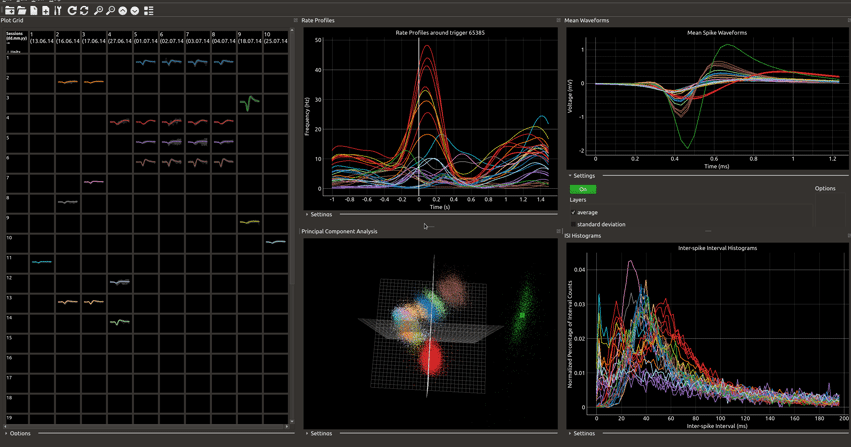 Plot Grid
Sessions
(dd.mm.yy)
1
(13.06.14)
2
(16.06.14)
3
(17.06.14)
4
(27.06.14)
5
(01.07.14)
6
(02.07.14)
7
(03.07.14)
8
(04.07.14)
9
(18.07.14)
10
(25.07.14)
1
2
3
4
5
6
7
8
9
10
11
12
13
14
15
16
17
18
19
Options
Rate Profiles
Rate Profiles around trigger 65385
Frequency (Hz)
50
40
30
20
10
0
-1 -0.8 -0.6 -0.4 -0.2 0 0.2 0.4 0.6 0.8 1 1.2 1.4
Time (s)
Settings
Principal Component Analysis
Settings
Mean Waveforms
Mean Spike Waveforms
Voltage (mV)
1
0
-1
-2
0 0.2 0.4 0.6 0.8 1 1.2
Time (ms)
Settings
On
Options
Layers
average
standard deviation
ISI Histograms
Inter-spike Interval Histograms
Normalized Percentage of Interval Counts
0.04
0.03
0.02
0.01
0
0 20 40 60 80 100 120 140 160 180 200
Inter-spike Interval (ms)
Settings